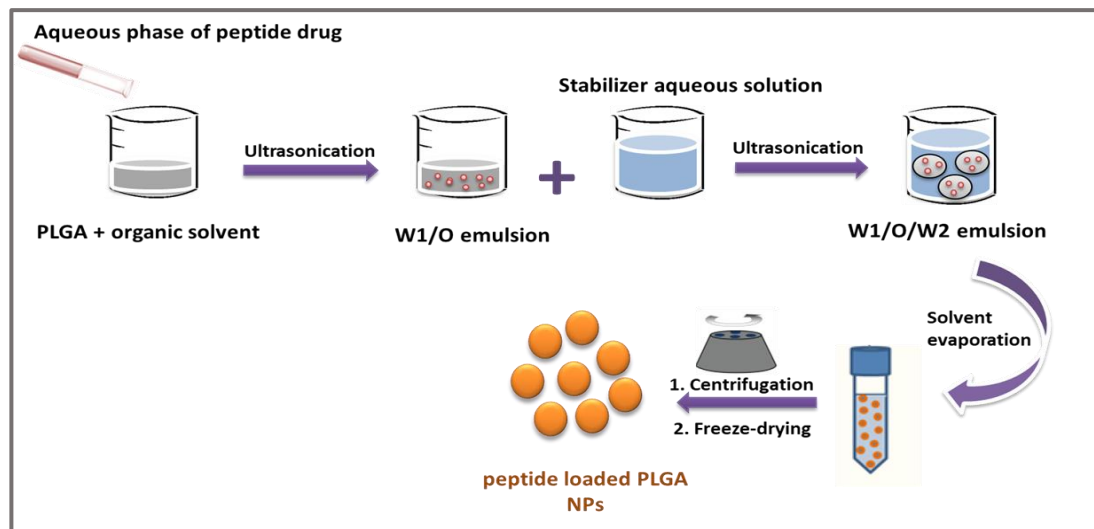 Aqueous phase of peptide drug
Stabilizer aqueous solution
Ultrasonication
Ultrasonication
PLGA + organic solvent
W1/O emulsion
W1/O/W2 emulsion
Solvent
evaporation
1. Centrifugation
2. Freeze-drying
peptide loaded PLGA
NPs